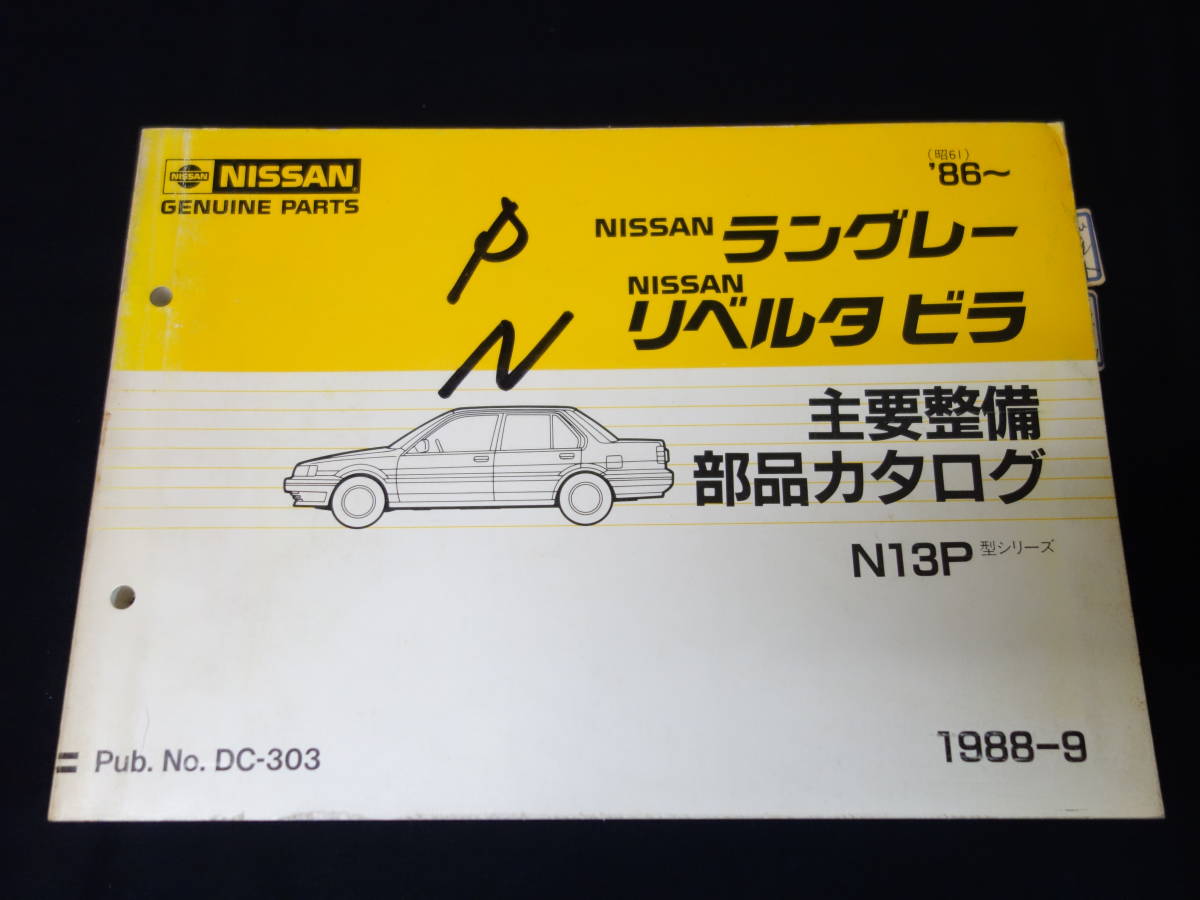 NISSAN NISSAN
GENUINE PARTS
(昭61)
'86～
NISSAN ラングレー
NISSAN
リベルタ ビラ
P
N
主要整備
部品カタログ
N13P 型シリーズ
Pub. No. DC-303
1988-9